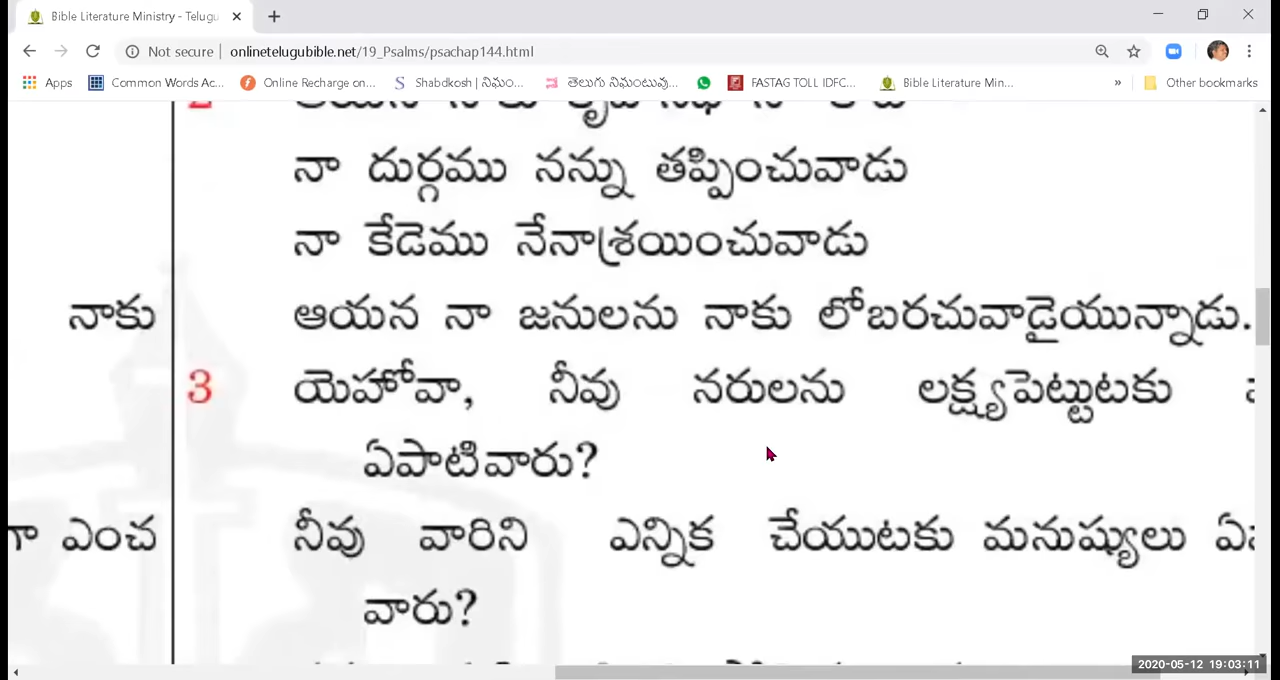 Bible Literature Ministry - Telugu
Not secure | onlinetelugubible.net/19_Psalms/psachap144.html
Apps Common Words Ac... Online Recharge on... Shabdkosh | నిఘం... తెలుగు నిఘంటువు... FASTAG TOLL IDFC... Bible Literature Min... » Other bookmarks
2
నా దుర్గము నన్ను తప్పించువాడు
నా కేడెము నేనాశ్రయించువాడు
నాకు ఆయన నా జనులను నాకు లోబరచువాడైయున్నాడు.
3 యెహోవా, నీవు నరులను లక్ష్యపెట్టుటకు
ఏపాటివారు?
ఎంచ నీవు వారిని ఎన్నిక చేయుటకు మనుష్యులు
వారు?
2020-05-12 19:03:11